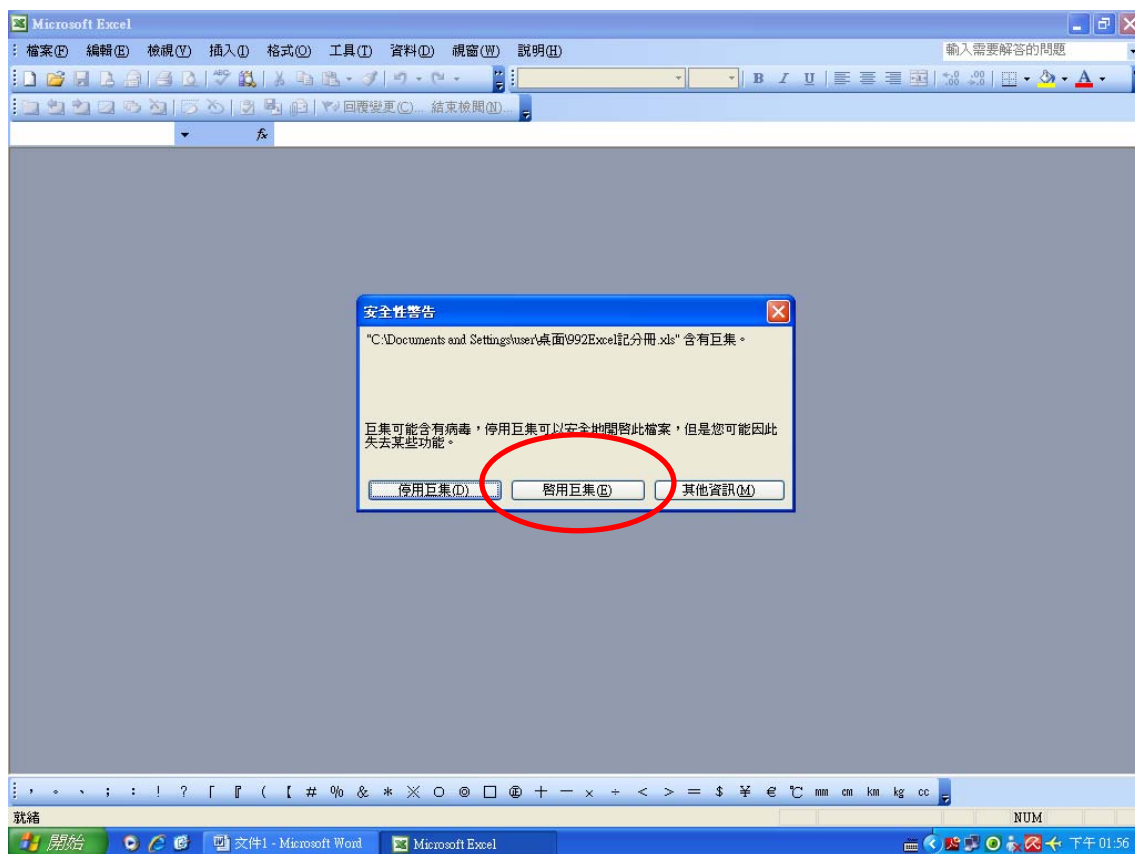 Microsoft Excel
檔案(F) 編輯(E) 檢視(V) 插入(I) 格式(O) 工具(T) 資料(D) 視窗(W) 說明(H) 輸入需要解答的問題
B I U A
回覆變更(C)... 結束檢閱(N)...
fx
安全性警告
"C:\Documents and Settings\user\桌面\992Excel記分冊.xls" 含有巨集。
巨集可能含有病毒，停用巨集可以安全地開啓此檔案，但是您可能因此
失去某些功能。
停用巨集(D) 啓用巨集(E) 其他資訊(M)
， 。 、 ； ： ！ ？ 「 『 （ 【 # % & * ※ ○ ◎ □ ㊣ ＋ － × ÷ ＜ ＞ ＝ $ ¥ € ℃ mm cm km kg cc
就緒 NUM
開始 文件1 - Microsoft Word Microsoft Excel 下午 01:56